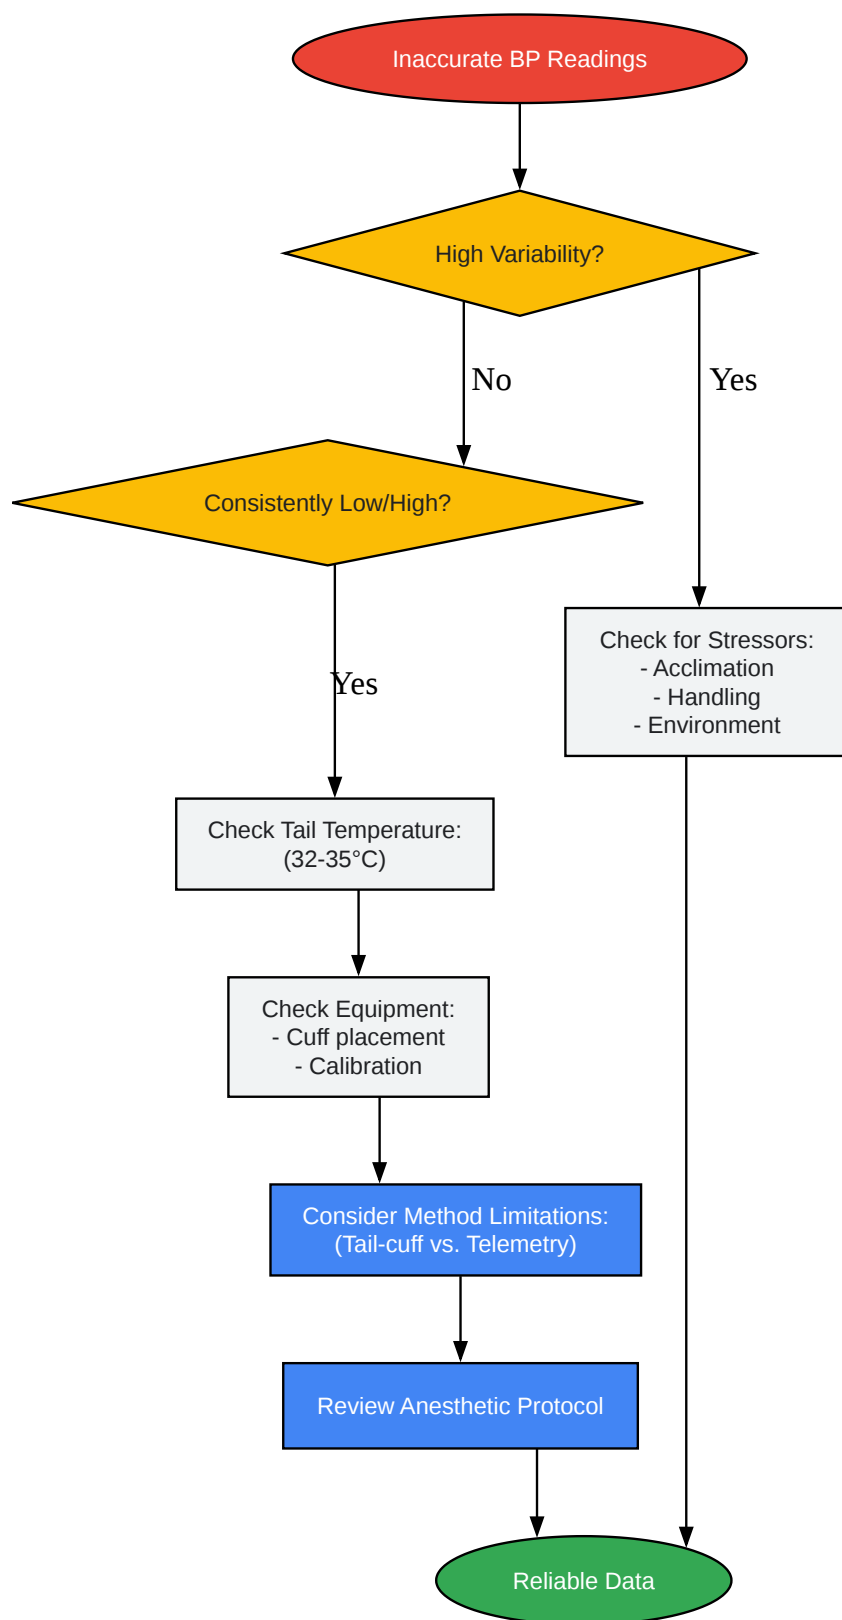 Inaccurate BP Readings
High Variability?
No
Yes
Consistently Low/High?
Check for Stressors:
- Acclimation
- Handling
- Environment
Yes
Check Tail Temperature:
(32-35°C)
Check Equipment:
- Cuff placement
- Calibration
Consider Method Limitations:
(Tail-cuff vs. Telemetry)
Review Anesthetic Protocol
Reliable Data